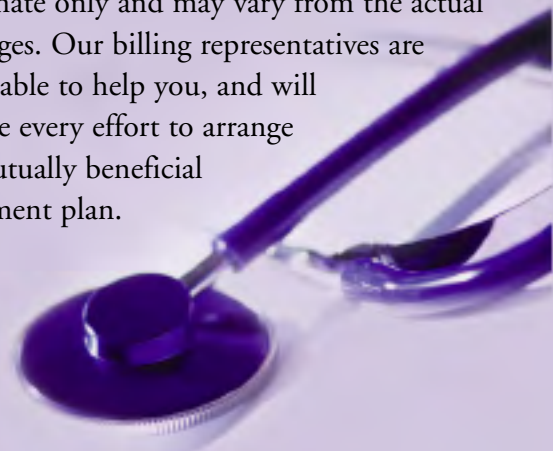 mate only and may vary from the actual
ges. Our billing representatives are
able to help you, and will
e every effort to arrange
utually beneficial
ment plan.